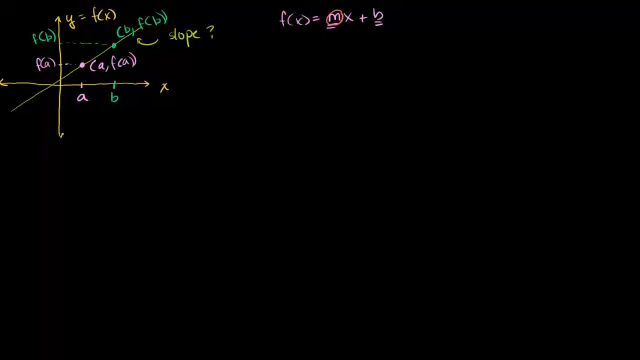 y = f(x)
f(b)
(b, f(b))
slope ?
f(a)
(a, f(a))
x
a
b
f(x) = mx + b